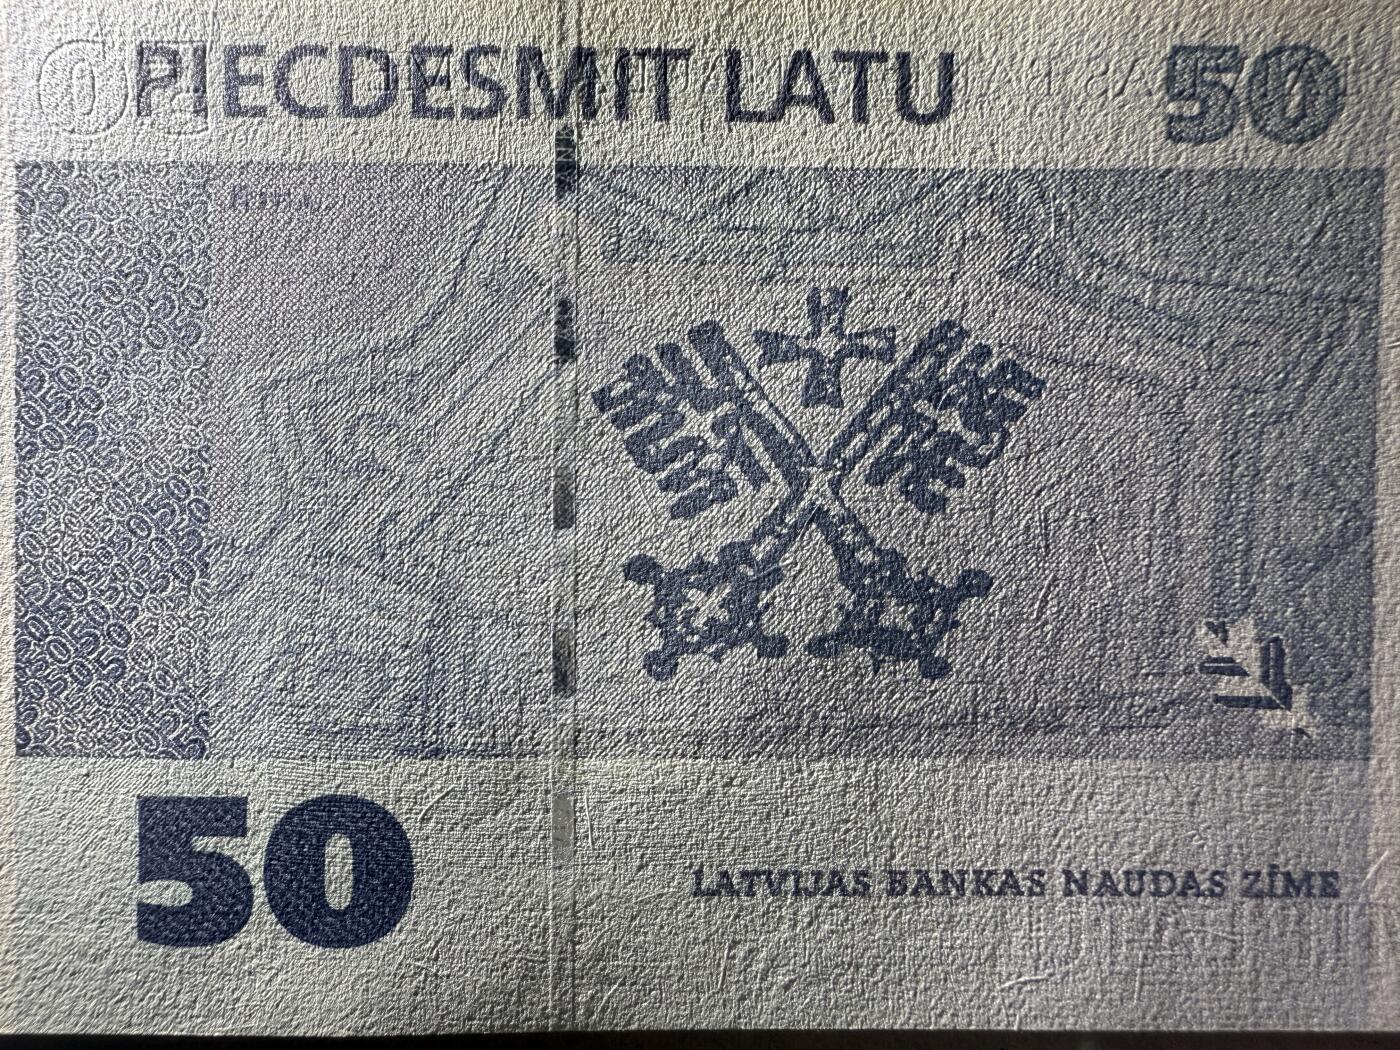 PIECDESMIT LATU 50
50
LATVIJAS BANKAS NAUDAS ZĪME